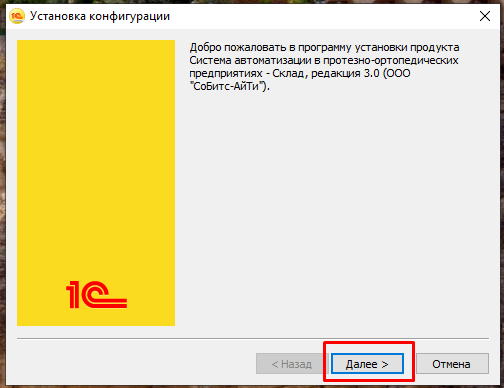 Установка конфигурации
Добро пожаловать в программу установки продукта
Система автоматизации в протезно-ортопедических
предприятиях - Склад, редакция 3.0 (ООО
"СоБитс-АйТи").
1С
< Назад
Далее >
Отмена